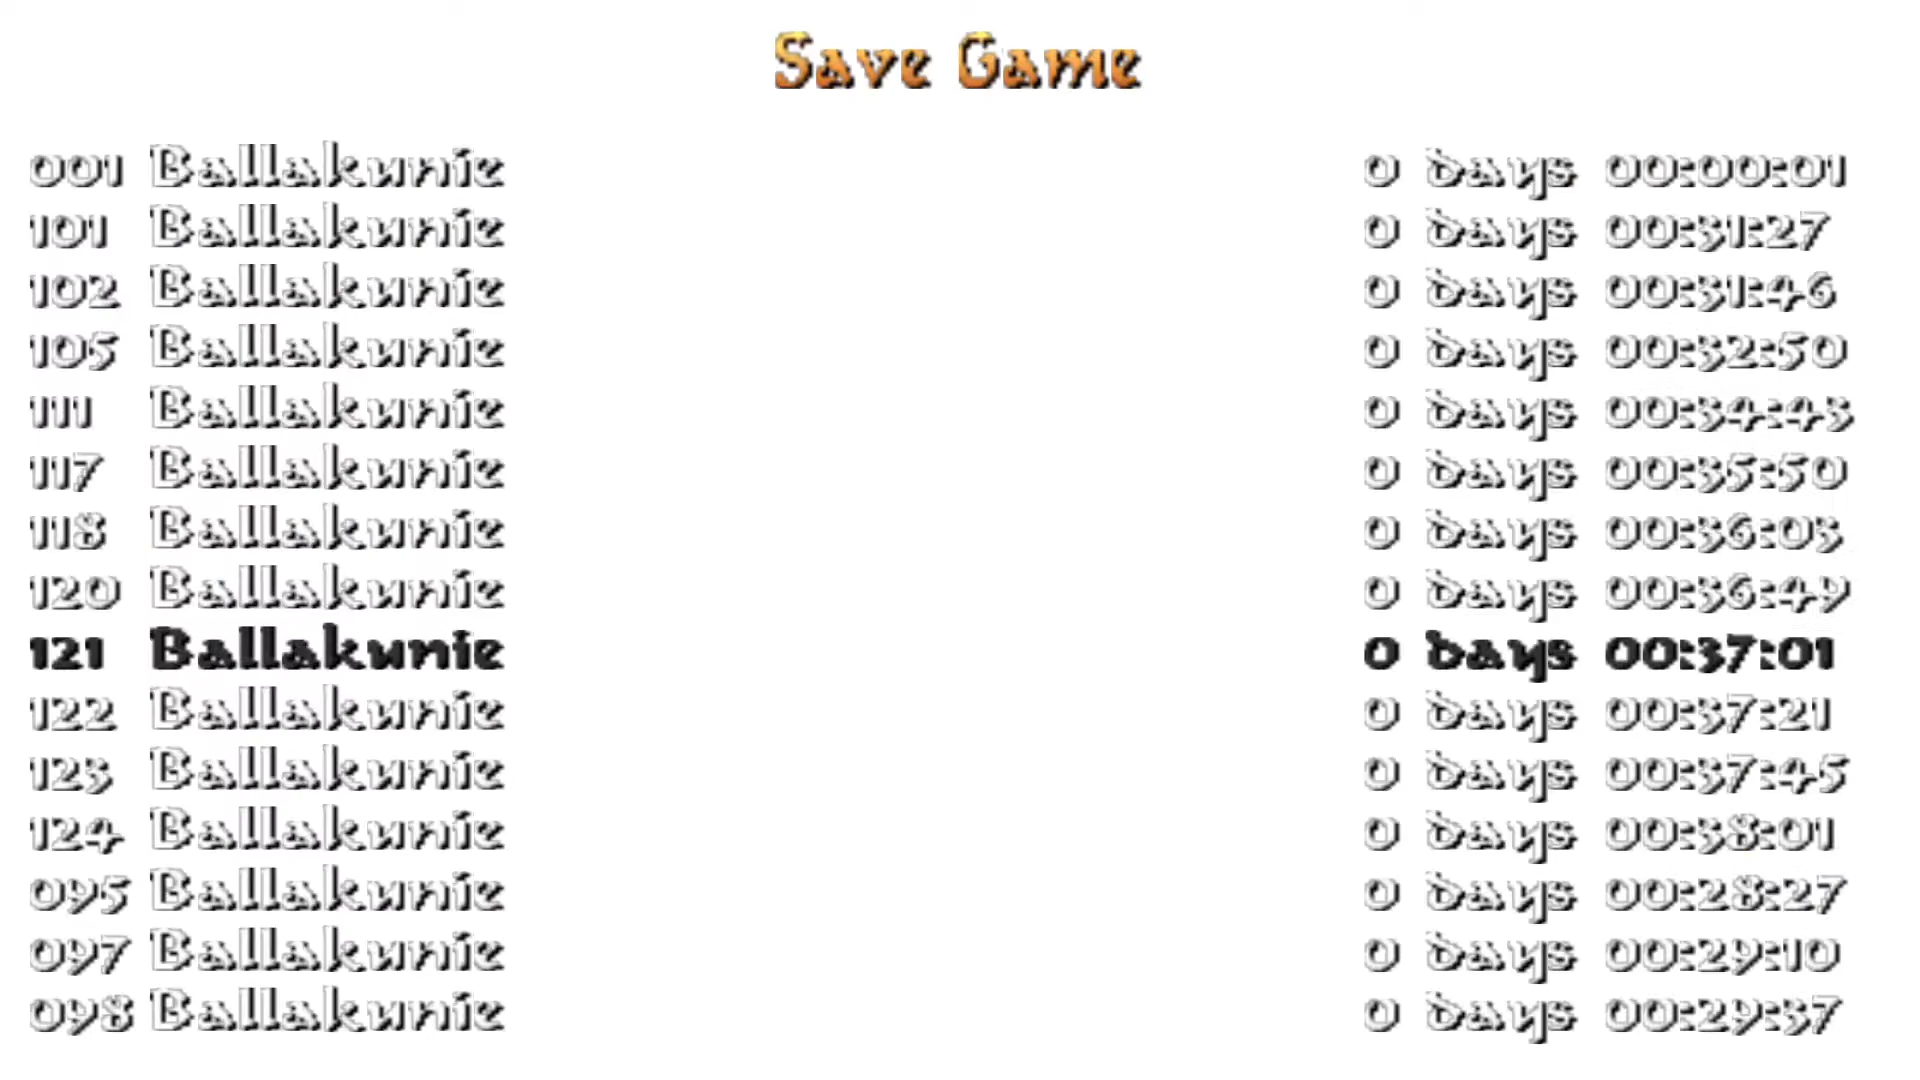 Save Game
001 Ballakunie 0 days 00:00:01
101 Ballakunie 0 days 00:31:27
102 Ballakunie 0 days 00:31:46
105 Ballakunie 0 days 00:32:50
111 Ballakunie 0 days 00:34:43
117 Ballakunie 0 days 00:35:50
118 Ballakunie 0 days 00:36:03
120 Ballakunie 0 days 00:36:49
121 Ballakunie 0 days 00:37:01
122 Ballakunie 0 days 00:37:21
123 Ballakunie 0 days 00:37:45
124 Ballakunie 0 days 00:38:01
095 Ballakunie 0 days 00:28:27
097 Ballakunie 0 days 00:29:10
098 Ballakunie 0 days 00:29:37